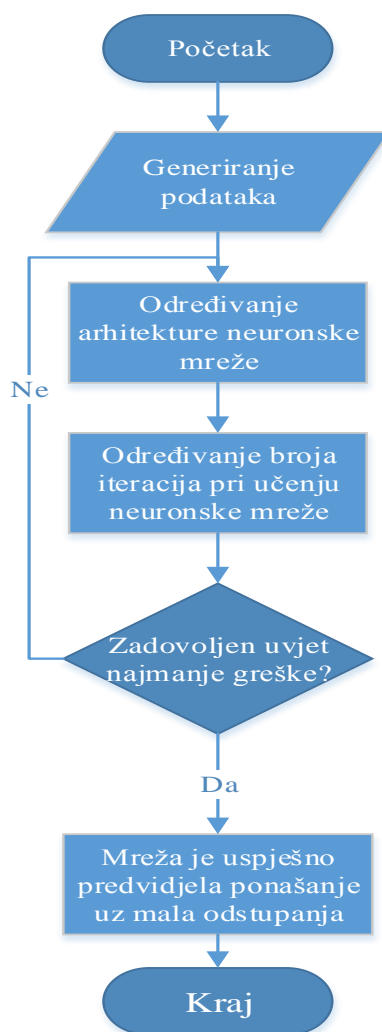 Početak
Generiranje
podataka
Određivanje
arhitekture neuronske
mreže
Ne
Određivanje broja
iteracija pri učenju
neuronske mreže
Zadovoljen uvjet
najmanje greške?
Da
Mreža je uspješno
predvidjela ponašanje
uz mala odstupanja
Kraj